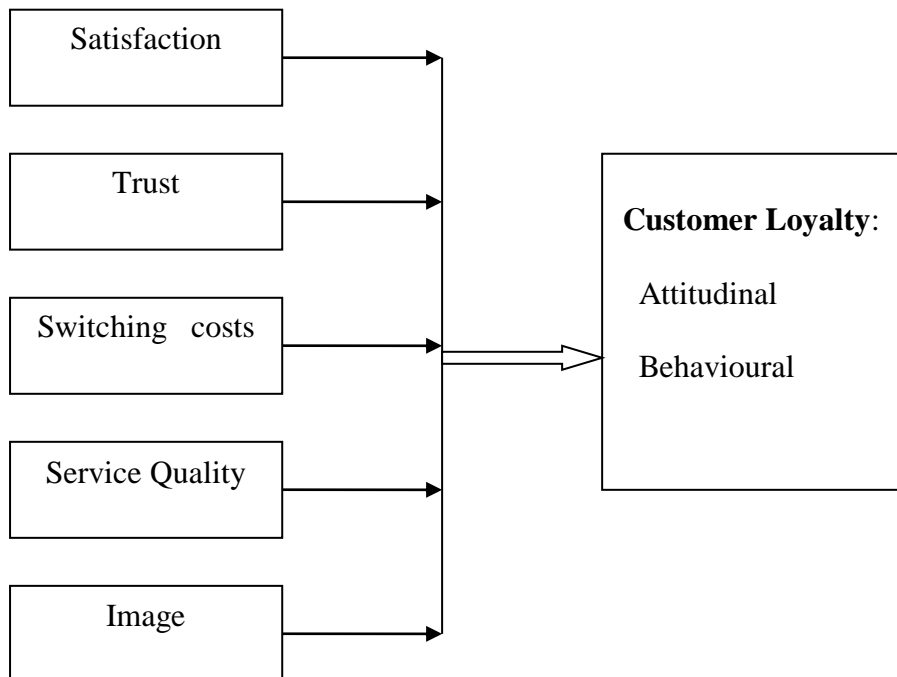 Satisfaction
Trust
Switching costs
Service Quality
Image
Customer Loyalty:
Attitudinal
Behavioural